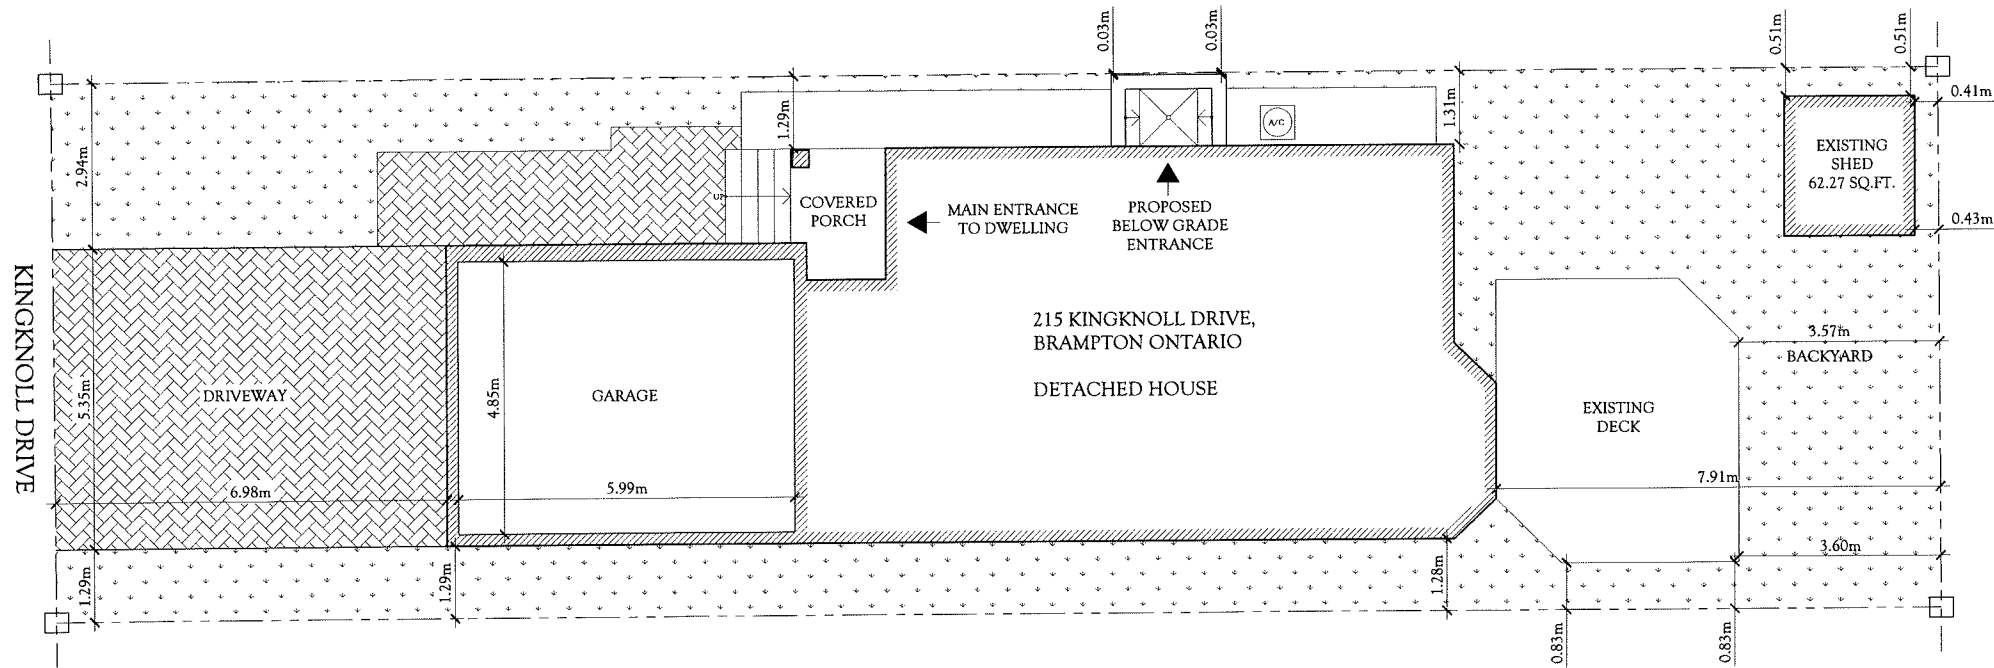 0.03m
0.03m
0.51m
0.51m
0.41m
0.43m
1.29m
1.31m
A/C
2.94m
EXISTING
SHED
62.27 SQ.FT.
COVERED
PORCH
MAIN ENTRANCE
TO DWELLING
PROPOSED
BELOW GRADE
ENTRANCE
KINGKNOLL DRIVE
5.35m
DRIVEWAY
6.98m
4.85m
GARAGE
5.99m
215 KINGKNOLL DRIVE,
BRAMPTON ONTARIO
DETACHED HOUSE
EXISTING
DECK
3.57m
BACKYARD
7.91m
3.60m
1.29m
1.29m
1.28m
0.83m
0.83m